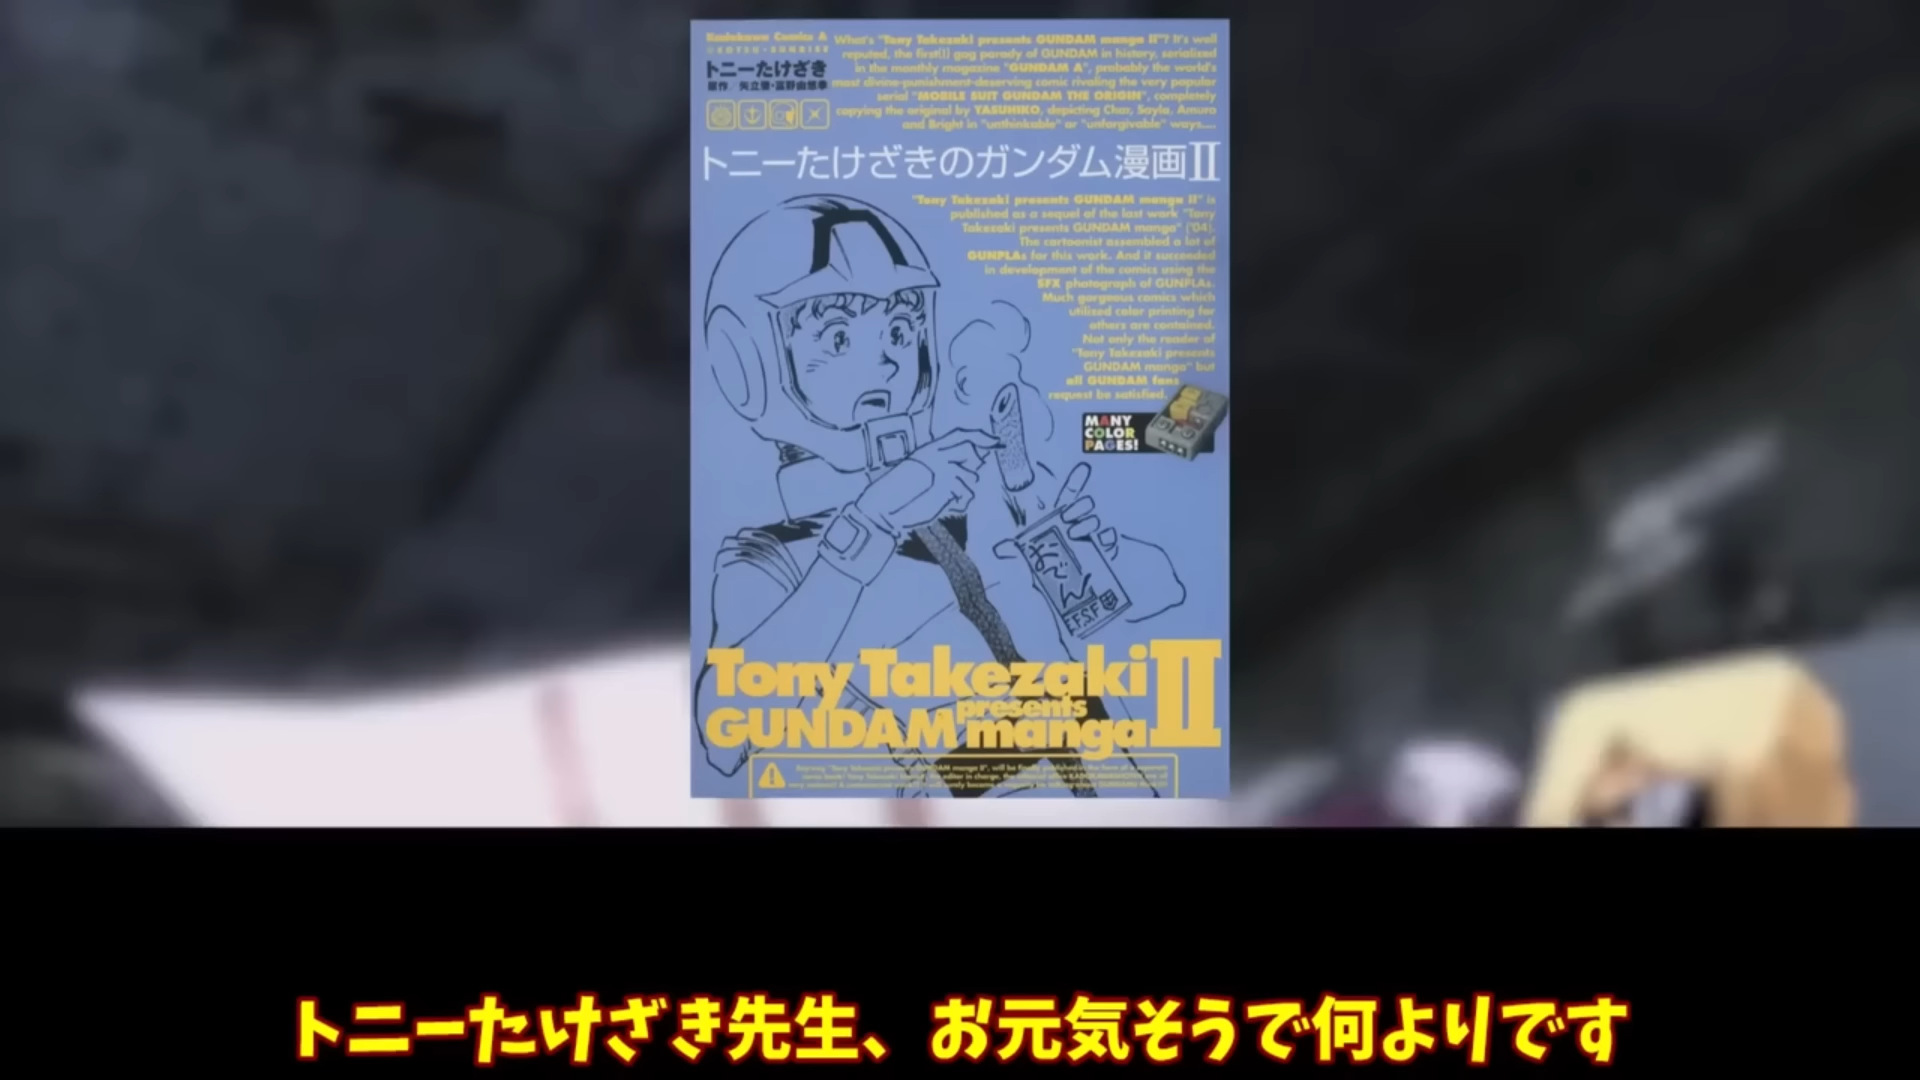 Kadokawa Comics A
トニーたけざき
原作/矢立肇・富野由悠季
What's "Tony Takezaki presents GUNDAM manga II"? It's well
reputed, the first(!) gag parody of GUNDAM in history, serialized
in the monthly magazine "GUNDAM A", probably the world's
most divine-punishment-deserving comic rivaling the very popular
serial "MOBILE SUIT GUNDAM THE ORIGIN", completely
copying the original by YASUHIKO, depicting Char, Sayla, Amuro
and Bright in "unthinkable" or "unforgivable" ways....
トニーたけざきのガンダム漫画II
"Tony Takezaki presents GUNDAM manga II" is
published as a sequel of the last work "Tony
Takezaki presents GUNDAM manga" ('04).
The cartoonist assembled a lot of
GUNPLAs for this work. And it succeeded
in development of the comics using the
SFX photograph of GUNPLAs.
Much gorgeous comics which
utilized color printing for
others are contained.
Not only the reader of
"Tony Takezaki presents
GUNDAM manga" but
all GUNDAM fans
request be satisfied.
MANY
COLOR
PAGES!
おでん
E.F.S.F
Tony Takezaki II
presents
GUNDAM manga
トニーたけざき先生、お元気そうで何よりです